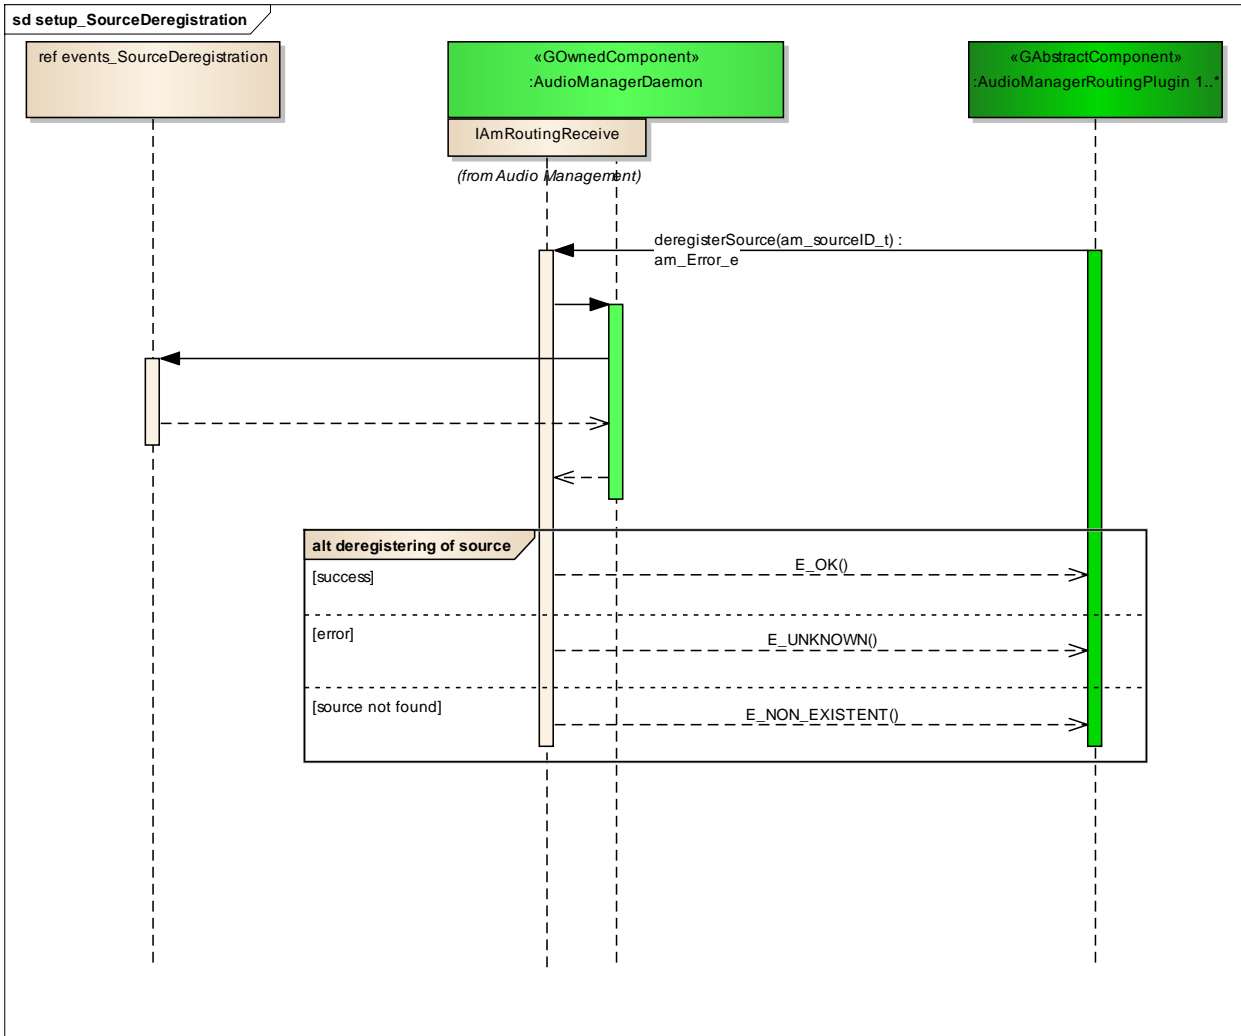 sd setup_SourceDeregistration
ref events_SourceDeregistration
«GOwnedComponent»
:AudioManagerDaemon
«GAbstractComponent»
:AudioManagerRoutingPlugin 1..*
IAmRoutingReceive
(from Audio Management)
deregisterSource(am_sourceID_t) :
am_Error_e
alt deregistering of source
[success]
E_OK()
[error]
E_UNKNOWN()
[source not found]
E_NON_EXISTENT()